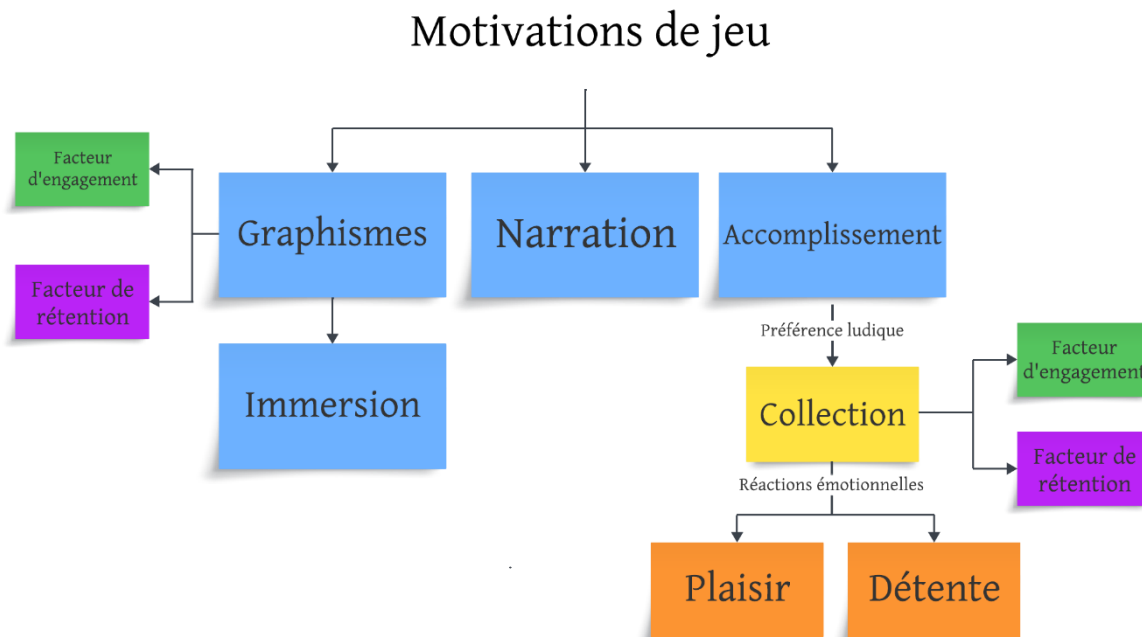 Motivations de jeu
Facteur
d'engagement
Graphismes
Narration
Accomplissement
Facteur de
rétention
Préférence ludique
Immersion
Collection
Facteur
d'engagement
Facteur de
rétention
Réactions émotionnelles
Plaisir
Détente